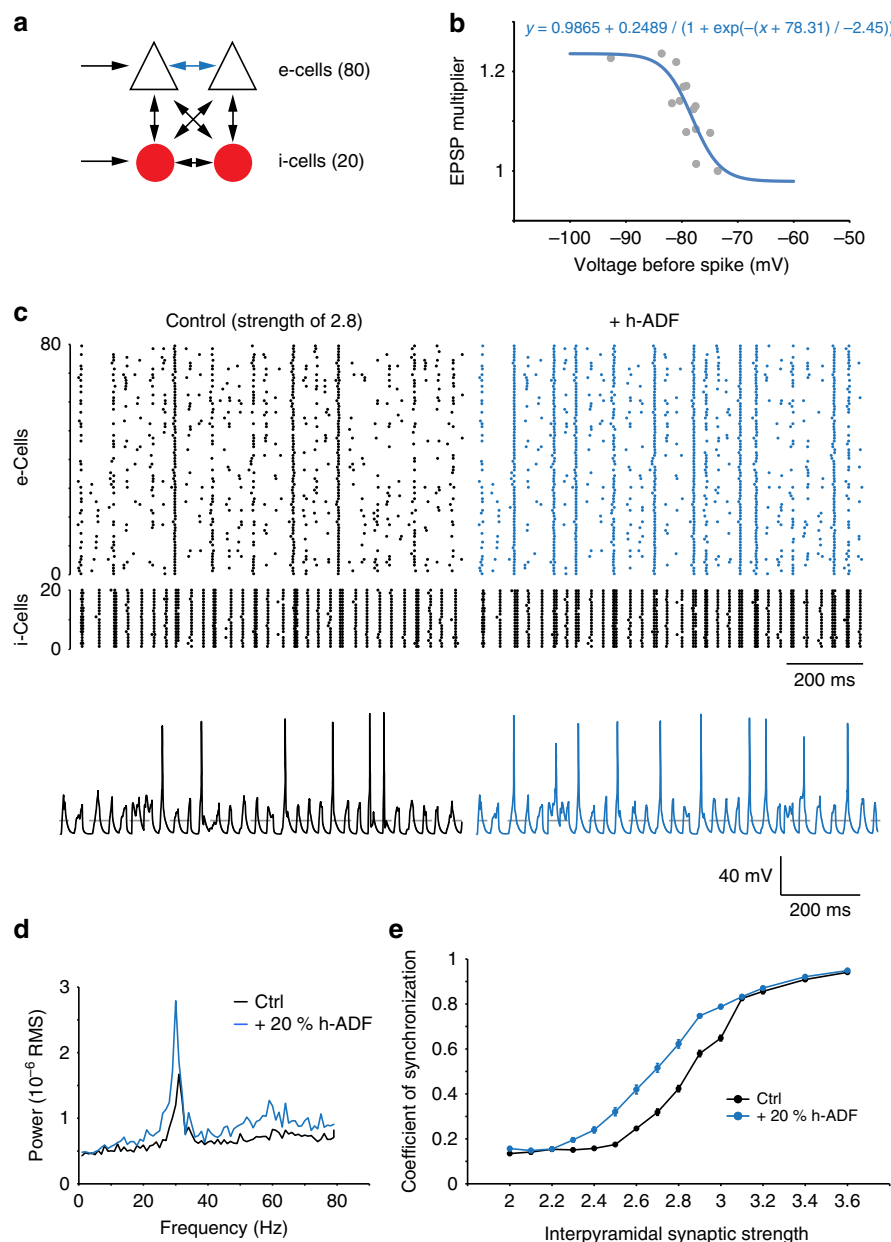 a
e-cells (80)
i-cells (20)
b
y = 0.9865 + 0.2489 / (1 + exp(–(x + 78.31) / –2.45))
EPSP multiplier
1.2
1
–100 –90 –80 –70 –60 –50
Voltage before spike (mV)
c
Control (strength of 2.8)
+ h-ADF
80
e-Cells
0
20
i-Cells
0
200 ms
40 mV
200 ms
d
3
2
1
0
Power (10⁻⁶ RMS)
Ctrl
+ 20 % h-ADF
0 20 40 60 80
Frequency (Hz)
e
1
0.8
0.6
0.4
0.2
0
Coefficient of synchronization
Ctrl
+ 20 % h-ADF
2 2.2 2.4 2.6 2.8 3 3.2 3.4 3.6
Interpyramidal synaptic strength